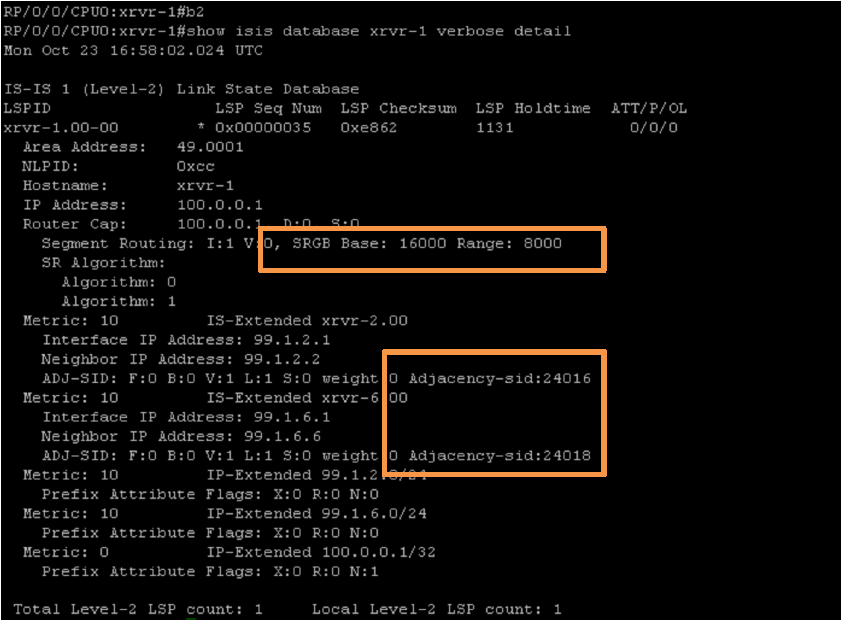 RP/0/0/CPU0:xrvr-1#b2
RP/0/0/CPU0:xrvr-1#show isis database xrvr-1 verbose detail
Mon Oct 23 16:58:02.024 UTC
IS-IS 1 (Level-2) Link State Database
LSPID LSP Seq Num LSP Checksum LSP Holdtime ATT/P/OL
xrvr-1.00-00 * 0x00000035 0xe862 1131 0/0/0
Area Address: 49.0001
NLPID: 0xcc
Hostname: xrvr-1
IP Address: 100.0.0.1
Router Cap: 100.0.0.1, D:0, S:0
Segment Routing: I:1 V:0, SRGB Base: 16000 Range: 8000
SR Algorithm:
Algorithm: 0
Algorithm: 1
Metric: 10 IS-Extended xrvr-2.00
Interface IP Address: 99.1.2.1
Neighbor IP Address: 99.1.2.2
ADJ-SID: F:0 B:0 V:1 L:1 S:0 weight:0 Adjacency-sid:24016
Metric: 10 IS-Extended xrvr-6.00
Interface IP Address: 99.1.6.1
Neighbor IP Address: 99.1.6.6
ADJ-SID: F:0 B:0 V:1 L:1 S:0 weight:0 Adjacency-sid:24018
Metric: 10 IP-Extended 99.1.2.0/24
Prefix Attribute Flags: X:0 R:0 N:0
Metric: 10 IP-Extended 99.1.6.0/24
Prefix Attribute Flags: X:0 R:0 N:0
Metric: 0 IP-Extended 100.0.0.1/32
Prefix Attribute Flags: X:0 R:0 N:1
Total Level-2 LSP count: 1 Local Level-2 LSP count: 1